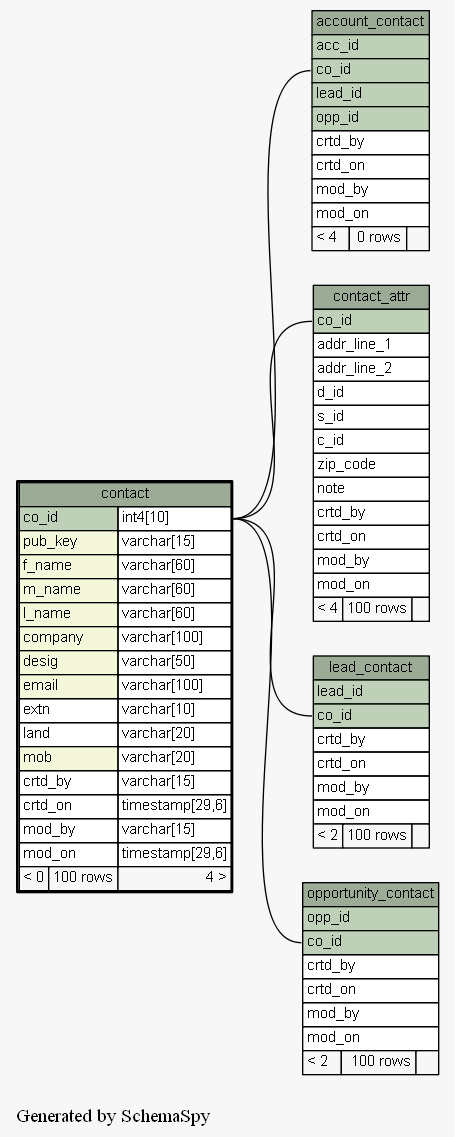 account_contact
acc_id
co_id
lead_id
opp_id
crtd_by
crtd_on
mod_by
mod_on
< 4 0 rows
contact_attr
co_id
addr_line_1
addr_line_2
d_id
s_id
c_id
zip_code
note
crtd_by
crtd_on
mod_by
mod_on
< 4 100 rows
contact
co_id int4[10]
pub_key varchar[15]
f_name varchar[60]
m_name varchar[60]
l_name varchar[60]
company varchar[100]
desig varchar[50]
email varchar[100]
extn varchar[10]
land varchar[20]
mob varchar[20]
crtd_by varchar[15]
crtd_on timestamp[29,6]
mod_by varchar[15]
mod_on timestamp[29,6]
< 0 100 rows 4 >
lead_contact
lead_id
co_id
crtd_by
crtd_on
mod_by
mod_on
< 2 100 rows
opportunity_contact
opp_id
co_id
crtd_by
crtd_on
mod_by
mod_on
< 2 100 rows
Generated by SchemaSpy